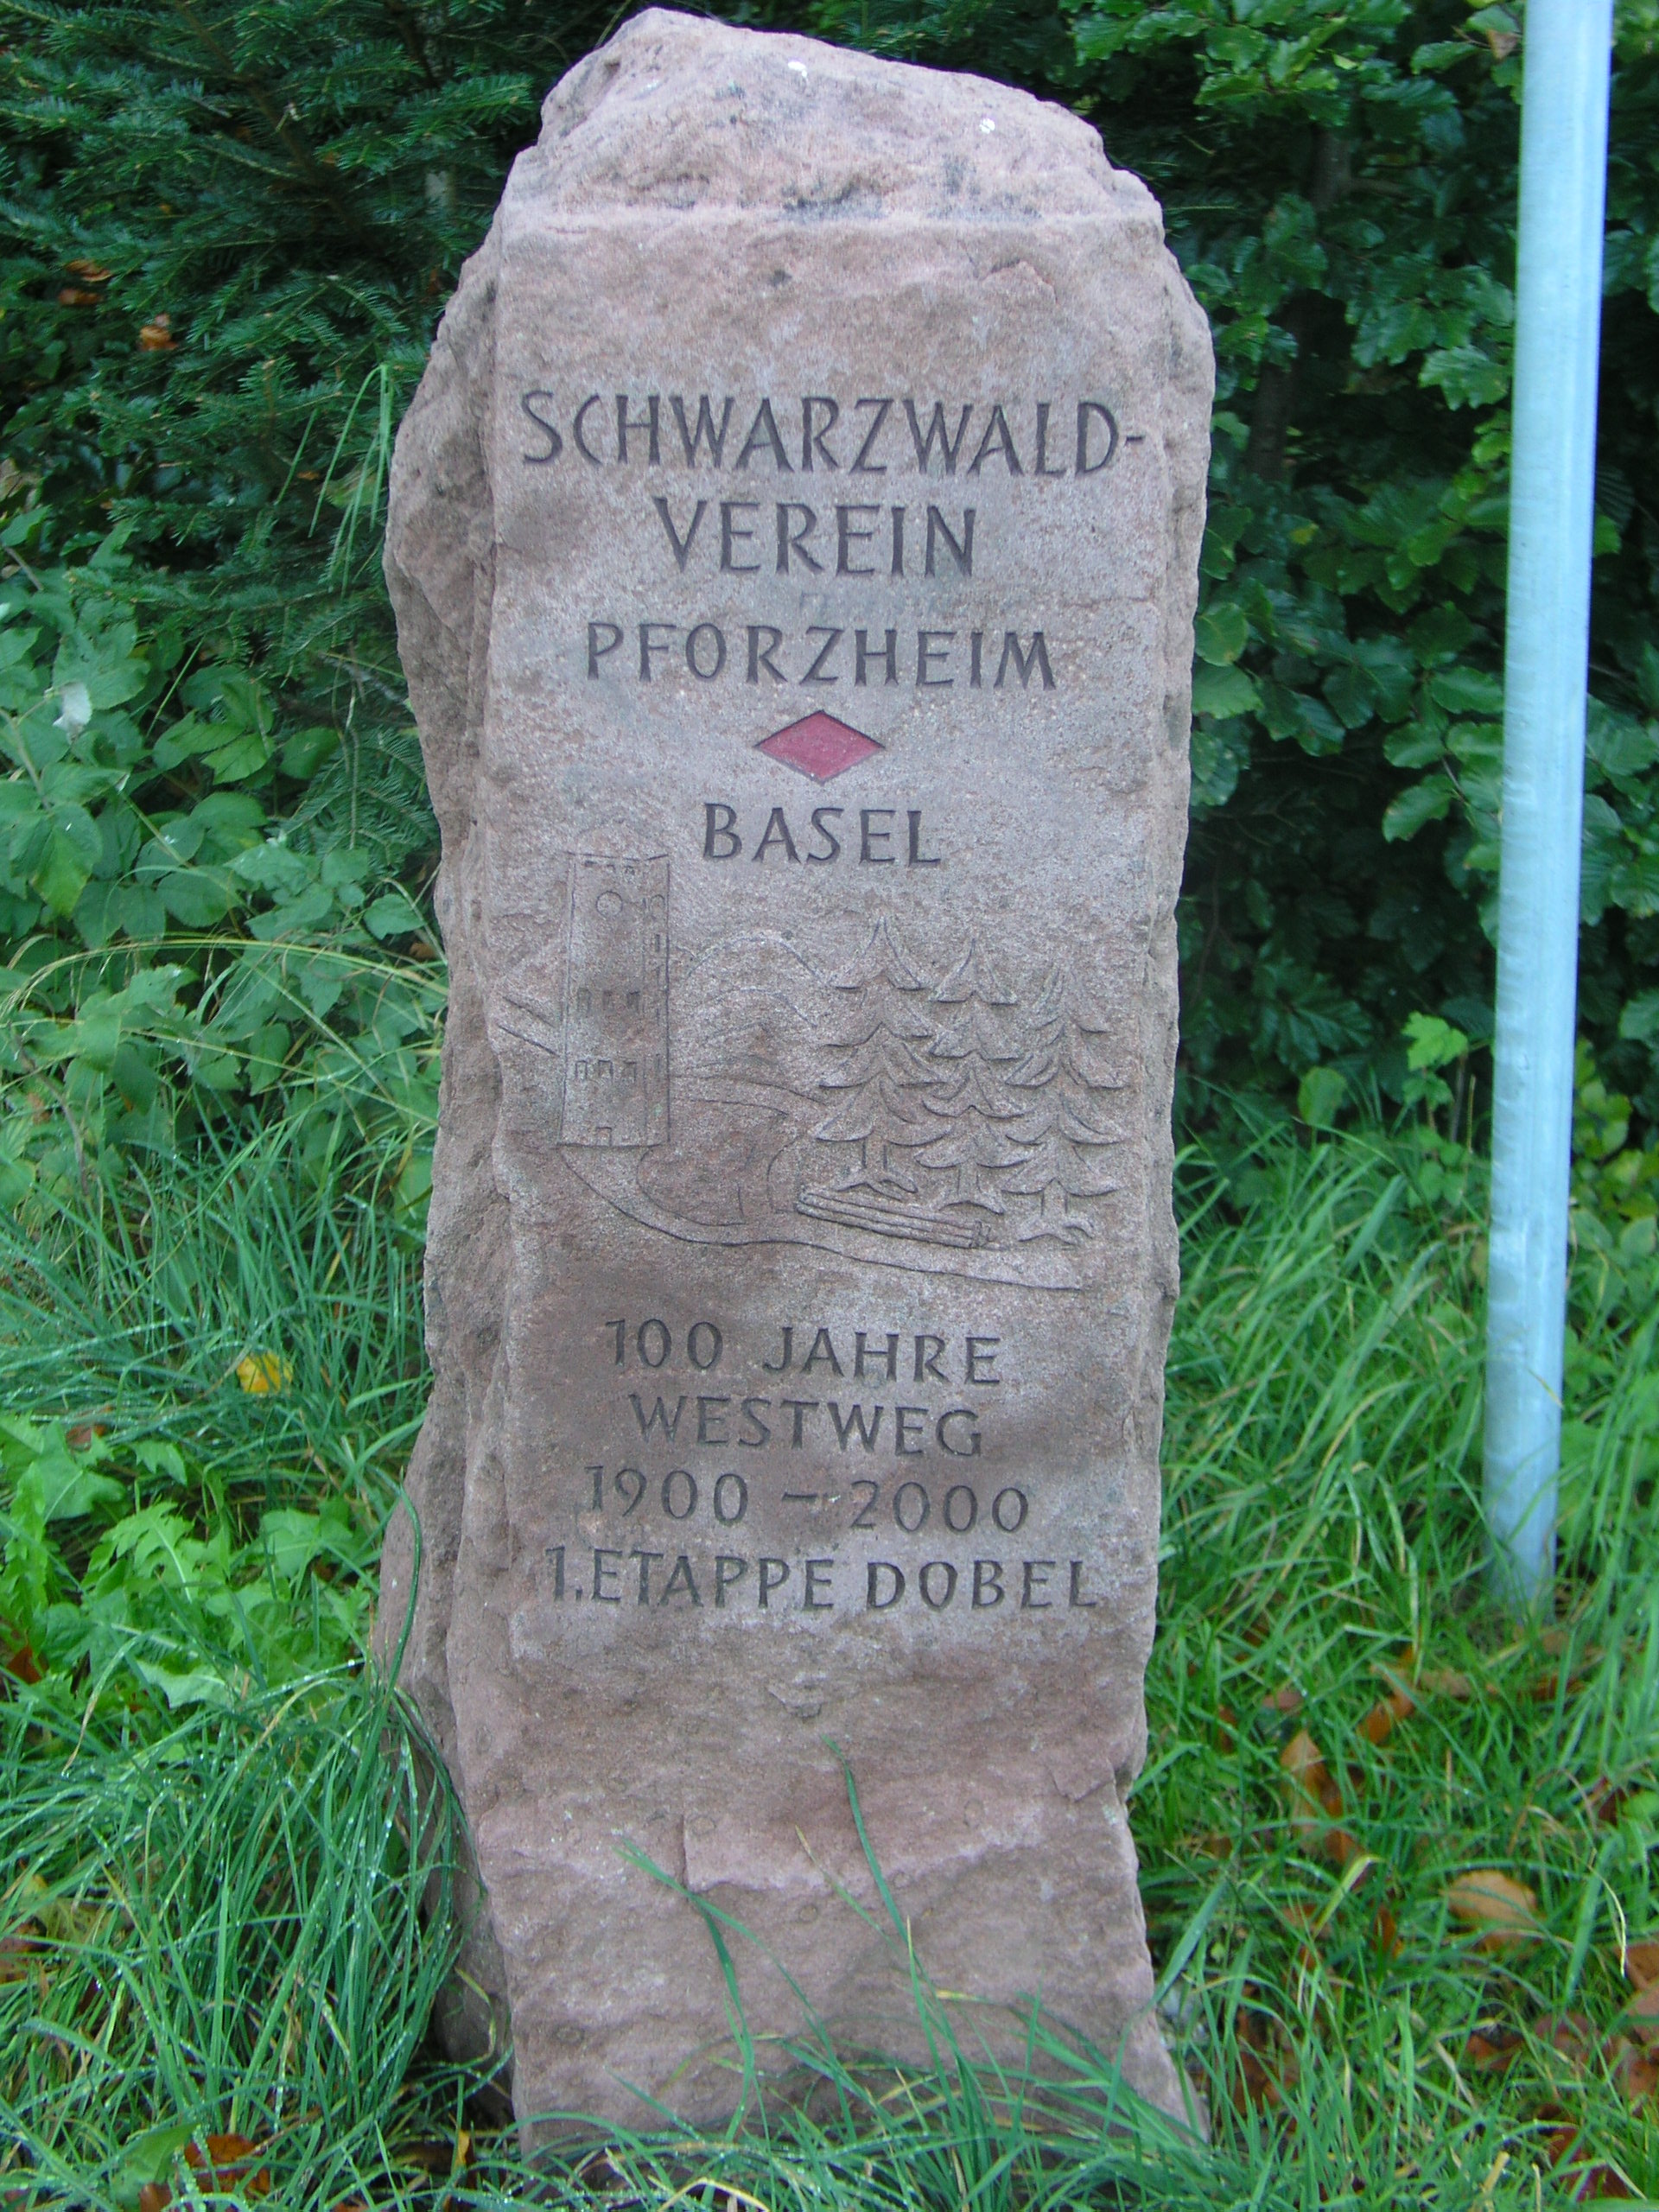 SCHWARZWALD-
VEREIN
PFORZHEIM
BASEL
100 JAHRE
WESTWEG
1900 – 2000
1.ETAPPE DOBEL